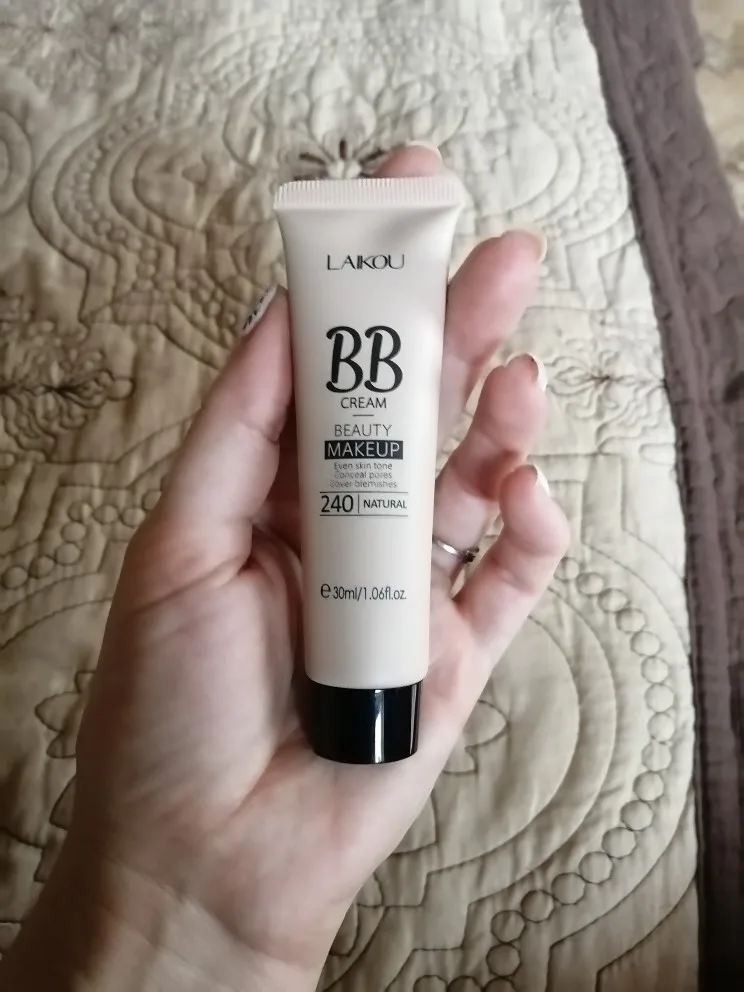 LAIKOU
BB
CREAM
BEAUTY
MAKEUP
Even skin tone
Conceal pores
Cover blemishes
240 | NATURAL
℮ 30ml/1.06fl.oz.